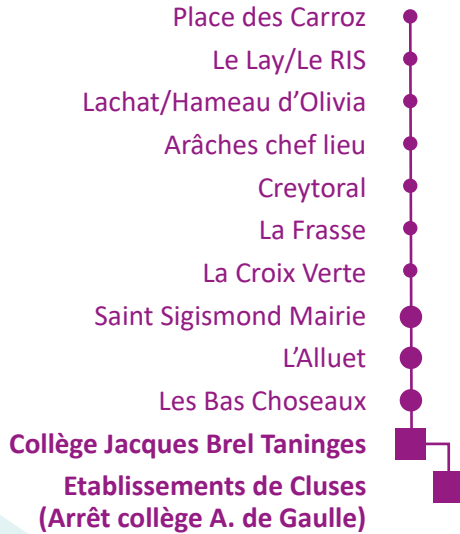 Place des Carroz
Le Lay/Le RIS
Lachat/Hameau d’Olivia
Arâches chef lieu
Creytoral
La Frasse
La Croix Verte
Saint Sigismond Mairie
L’Alluet
Les Bas Choseaux
Collège Jacques Brel Taninges
Etablissements de Cluses
(Arrêt collège A. de Gaulle)